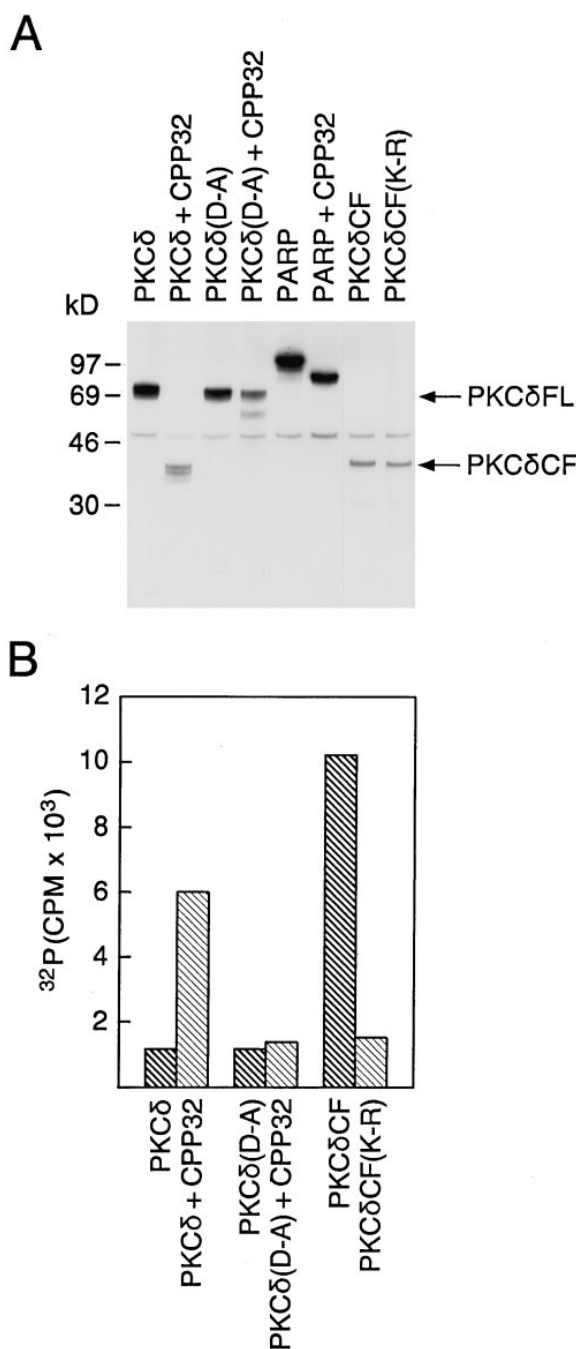 A
PKCδ
PKCδ + CPP32
PKCδ(D-A)
PKCδ(D-A) + CPP32
PARP
PARP + CPP32
PKCδCF
PKCδCF(K-R)
kD
97
69
46
30
PKCδFL
PKCδCF
B
12
10
8
6
4
2
³²P(CPM x 10³)
PKCδ
PKCδ + CPP32
PKCδ(D-A)
PKCδ(D-A) + CPP32
PKCδCF
PKCδCF(K-R)